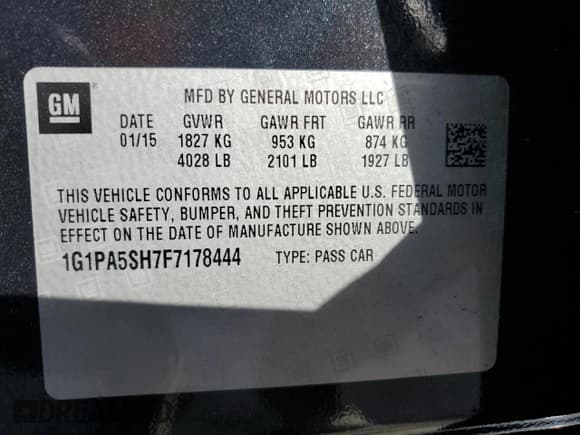 GM
MFD BY GENERAL MOTORS LLC
DATE GVWR GAWR FRT GAWR RR
01/15 1827 KG 953 KG 874 KG
4028 LB 2101 LB 1927 LB
THIS VEHICLE CONFORMS TO ALL APPLICABLE U.S. FEDERAL MOTOR
VEHICLE SAFETY, BUMPER, AND THEFT PREVENTION STANDARDS
IN EFFECT ON THE DATE OF MANUFACTURE SHOWN ABOVE.
1G1PA5SH7F7178444 TYPE: PASS CAR